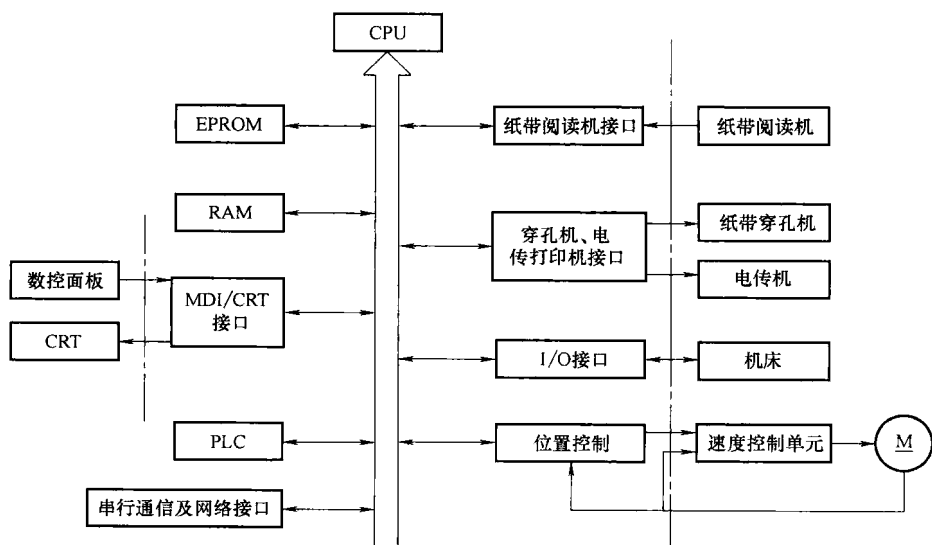 CPU
EPROM
纸带阅读机接口
纸带阅读机
RAM
穿孔机、电
传打印机接口
纸带穿孔机
电传机
数控面板
MDI/CRT
接口
CRT
I/O接口
机床
PLC
位置控制
速度控制单元
M
串行通信及网络接口